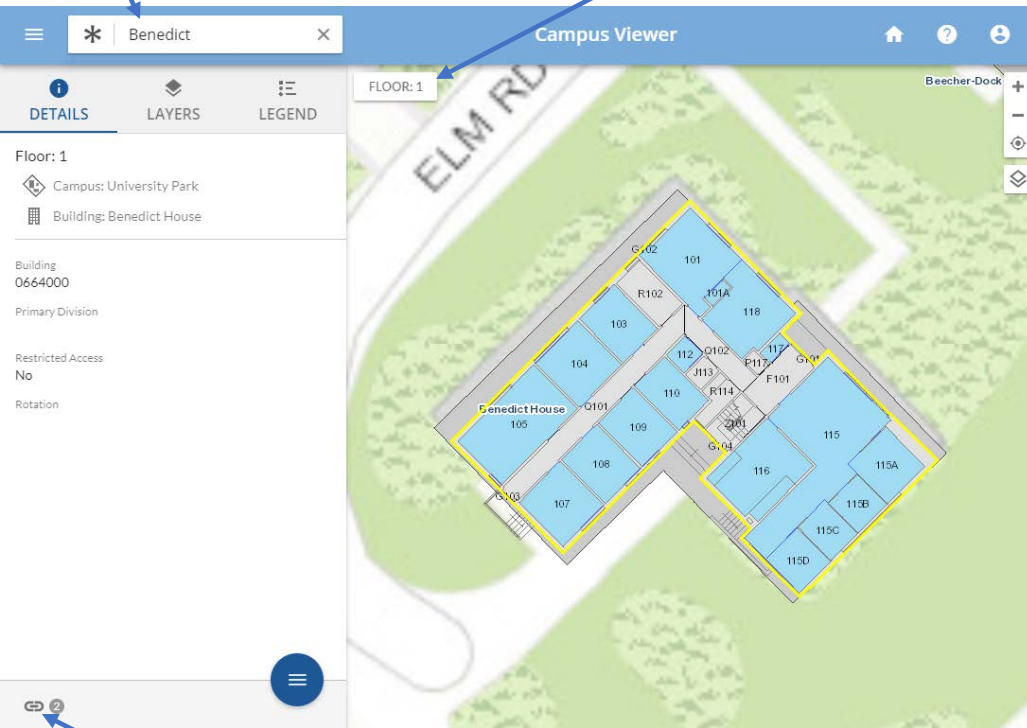 Benedict
Campus Viewer
DETAILS
LAYERS
LEGEND
Floor: 1
Campus: University Park
Building: Benedict House
Building
0664000
Primary Division
Restricted Access
No
Rotation
2
FLOOR: 1
ELM RD
Beecher-Dock
G102
101
R102
101A
118
103
104
112
Q102
117
P117
J113
F101
110
R114
Benedict House
Q101
105
109
115
108
116
115A
107
115B
115C
115D